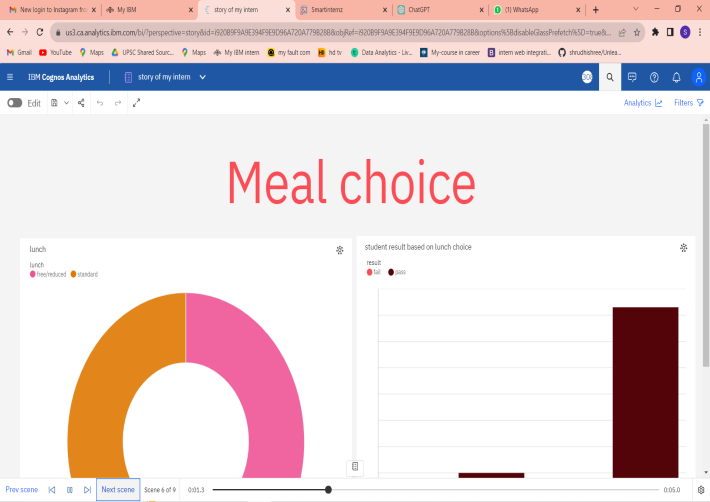 New login to Instagram fro
My IBM
story of my intern
Smartinternz
ChatGPT
(1) WhatsApp
us3.ca.analytics.ibm.com/bi/?perspective=story&id=i920B9F9A9E394F9E9D96A720A779B28B&objRef=i920B9F9A9E394F9E9D96A720A779B28B&options%5BdisableGlassPrefetch%5D=true&...
S
Gmail
YouTube
Maps
UPSC Shared Sourc...
Maps
My IBM intern
my fault com
hd tv
Data Analytics - Liv...
My-course in career
intern web integrati...
shrudhishree/Unlea...
IBM Cognos Analytics
story of my intern
Edit
Analytics
Filters
Meal choice
lunch
lunch
free/reduced standard
student result based on lunch choice
result
fail pass
Prev scene
Next scene
Scene 6 of 9
0:01.3
0:05.0